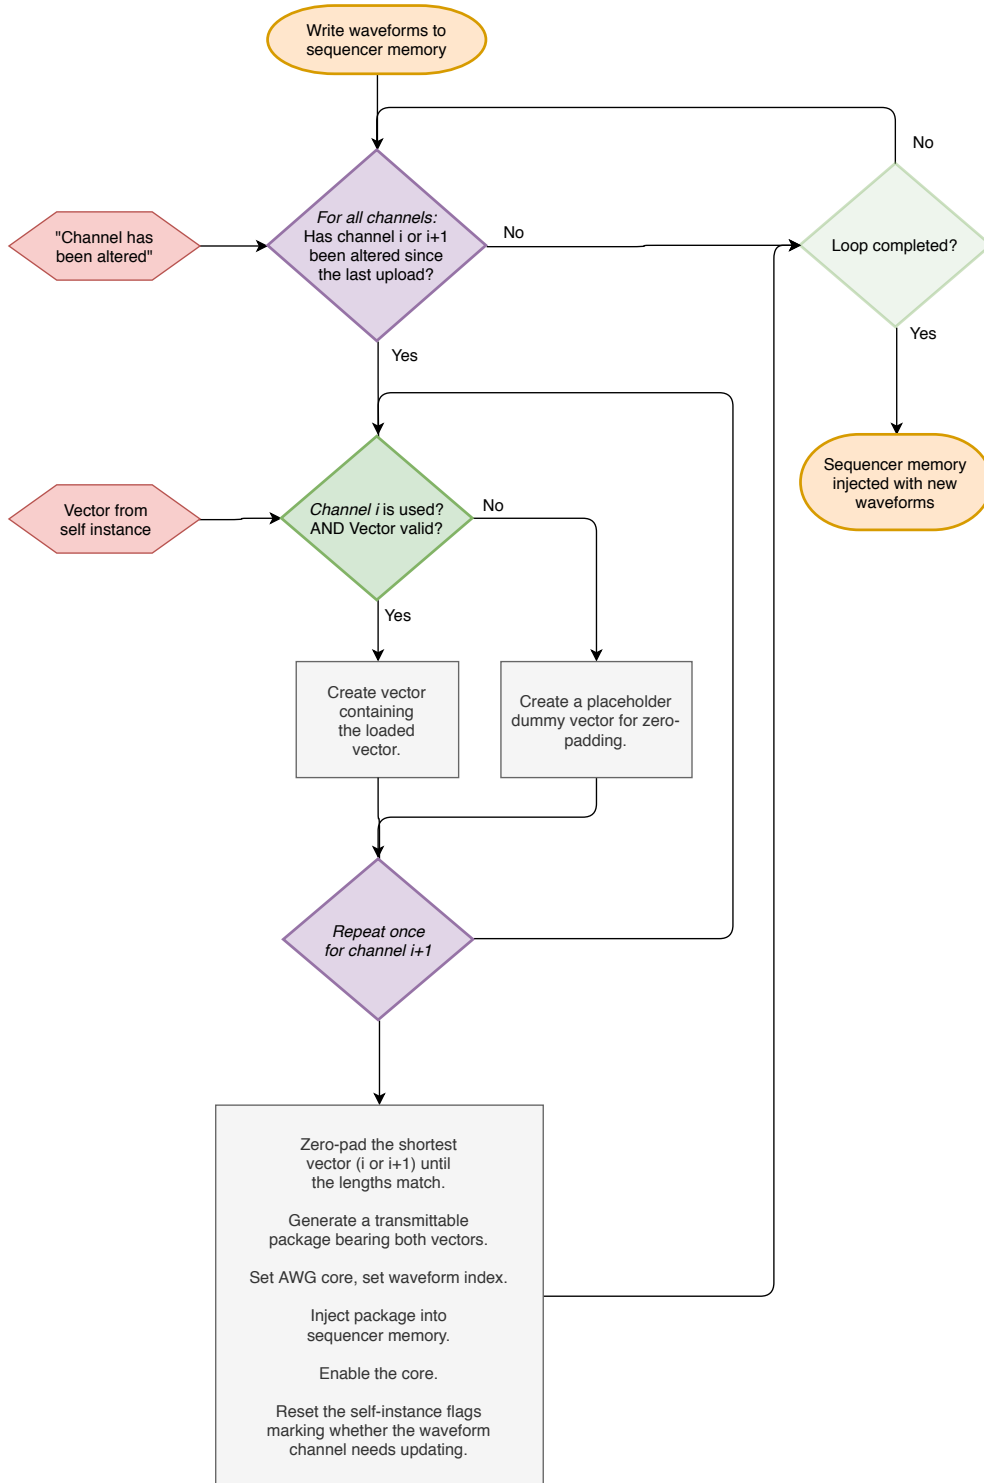 Write waveforms to
sequencer memory
No
"Channel has
been altered"
For all channels:
Has channel i or i+1
been altered since
the last upload?
No
Loop completed?
Yes
Yes
Vector from
self instance
Channel i is used?
AND Vector valid?
No
Sequencer memory
injected with new
waveforms
Yes
Create vector
containing
the loaded
vector.
Create a placeholder
dummy vector for zero-
padding.
Repeat once
for channel i+1
Zero-pad the shortest
vector (i or i+1) until
the lengths match.
Generate a transmittable
package bearing both vectors.
Set AWG core, set waveform index.
Inject package into
sequencer memory.
Enable the core.
Reset the self-instance flags
marking whether the waveform
channel needs updating.